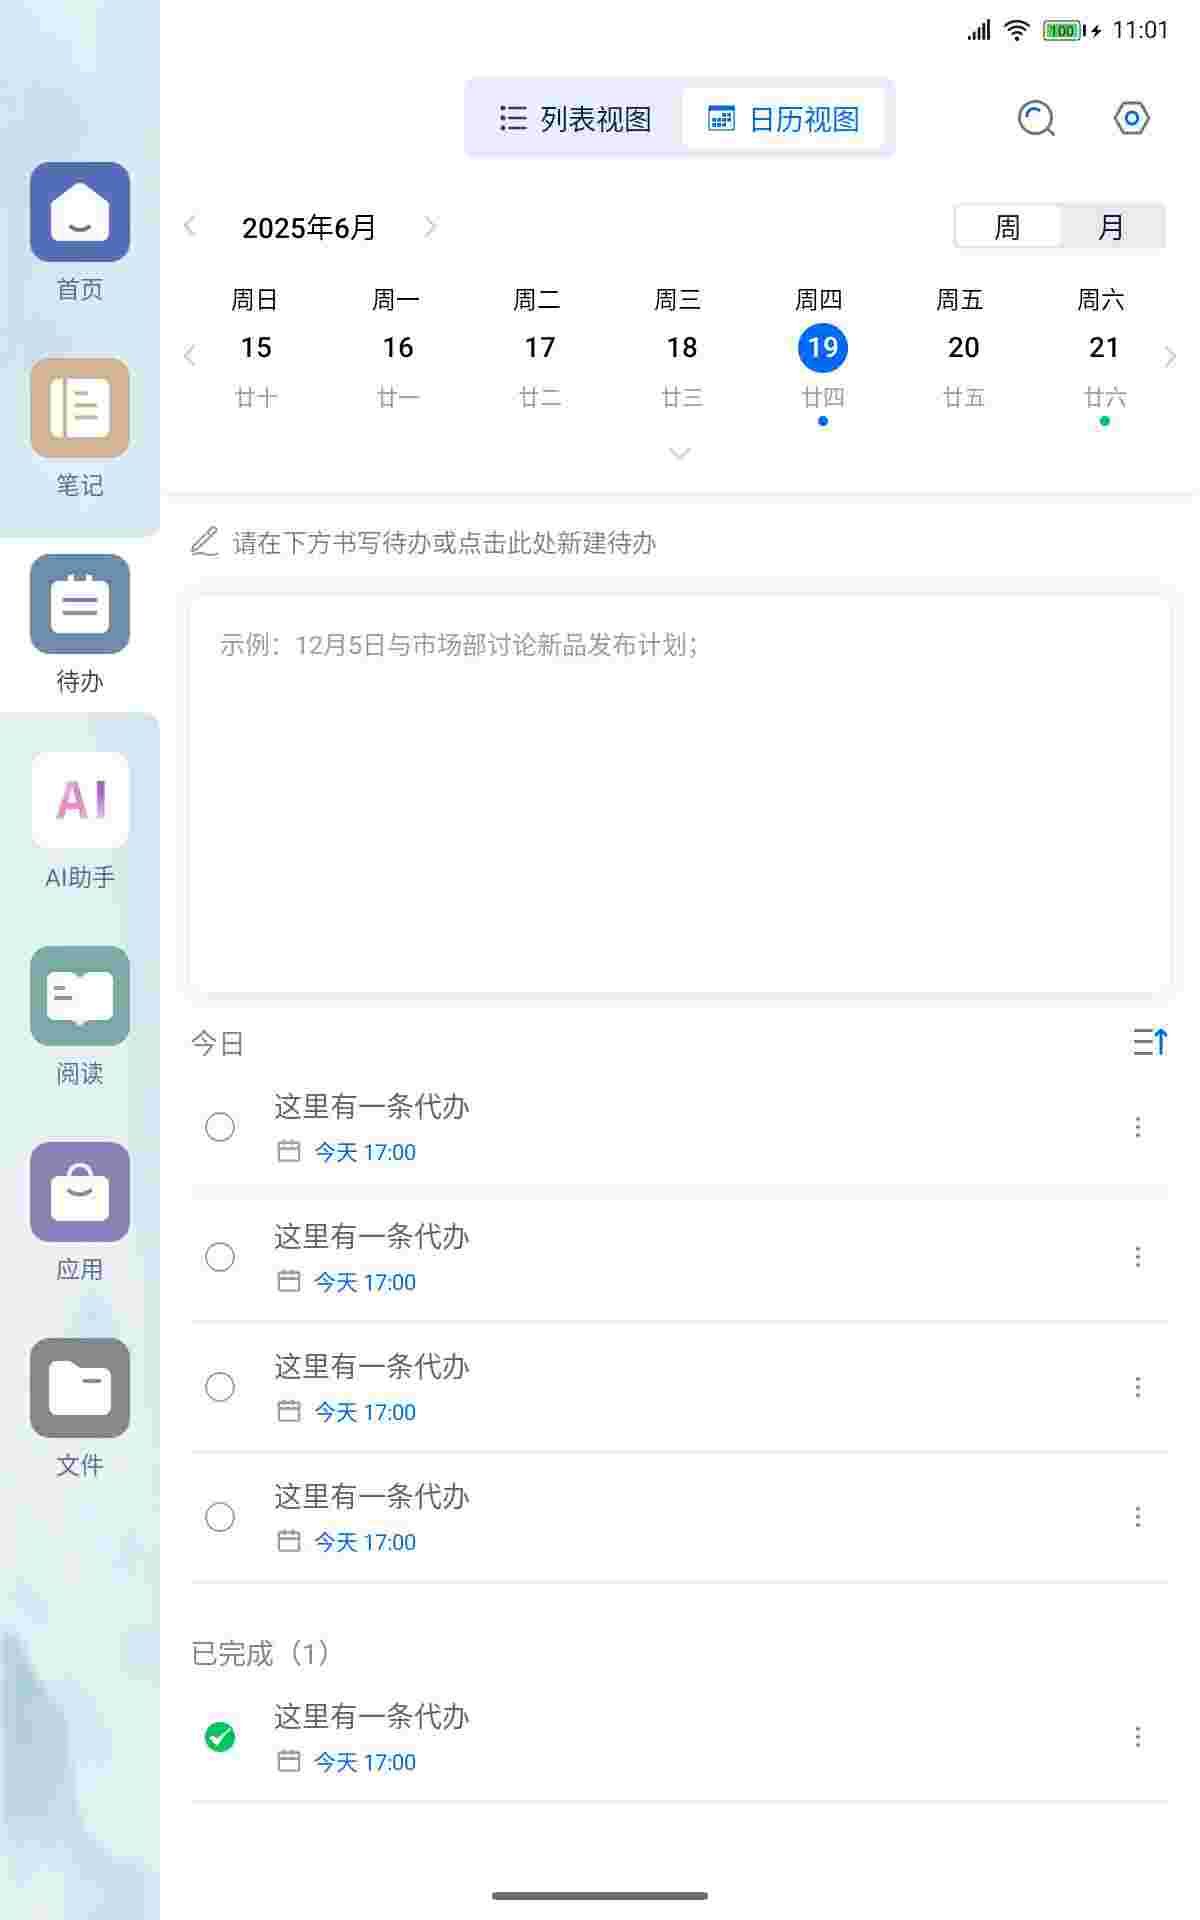 100 11:01
列表视图 日历视图
2025年6月 周 月
周日 周一 周二 周三 周四 周五 周六
15 16 17 18 19 20 21
廿十 廿一 廿二 廿三 廿四 廿五 廿六
请在下方书写待办或点击此处新建待办
示例：12月5日与市场部讨论新品发布计划；
今日
这里有一条代办
今天 17:00
这里有一条代办
今天 17:00
这里有一条代办
今天 17:00
这里有一条代办
今天 17:00
已完成（1）
这里有一条代办
今天 17:00
首页
笔记
待办
AI
AI助手
阅读
应用
文件